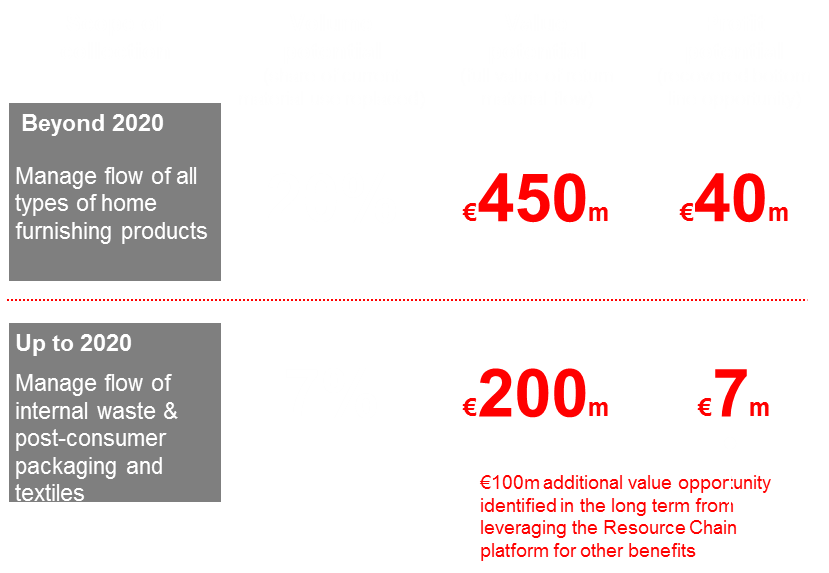 Beyond 2020
Manage flow of all
types of home
furnishing products
€450m
€40m
Up to 2020
Manage flow of
internal waste &
post-consumer
packaging and
textiles
€200m
€7m
€100m additional value opportunity
identified in the long term from
leveraging the Resource Chain
platform for other benefits